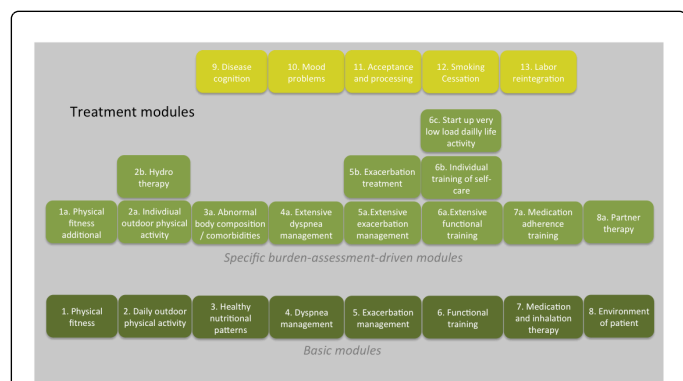 9. Disease
cognition
10. Mood
problems
11. Acceptance
and processing
12. Smoking
Cessation
13. Labor
reintegration
Treatment modules
6c. Start up very
low load dailly life
activity
2b. Hydro
therapy
5b. Exacerbation
treatment
6b. Individual
training of self-
care
1a. Physical
fitness
additional
2a. Indivdiual
outdoor physical
activity
3a. Abnormal
body composition
/ comorbidities
4a. Extensive
dyspnea
management
5a.Extensive
exacerbation
management
6a.Extensive
functional
training
7a. Medication
adherence
training
8a. Partner
therapy
Specific burden-assessment-driven modules
1. Physical
fitness
2. Daily outdoor
physical activity
3. Healthy
nutritional
patterns
4. Dyspnea
management
5. Exacerbation
management
6. Functional
training
7. Medication
and inhalation
therapy
8. Environment
of patient
Basic modules